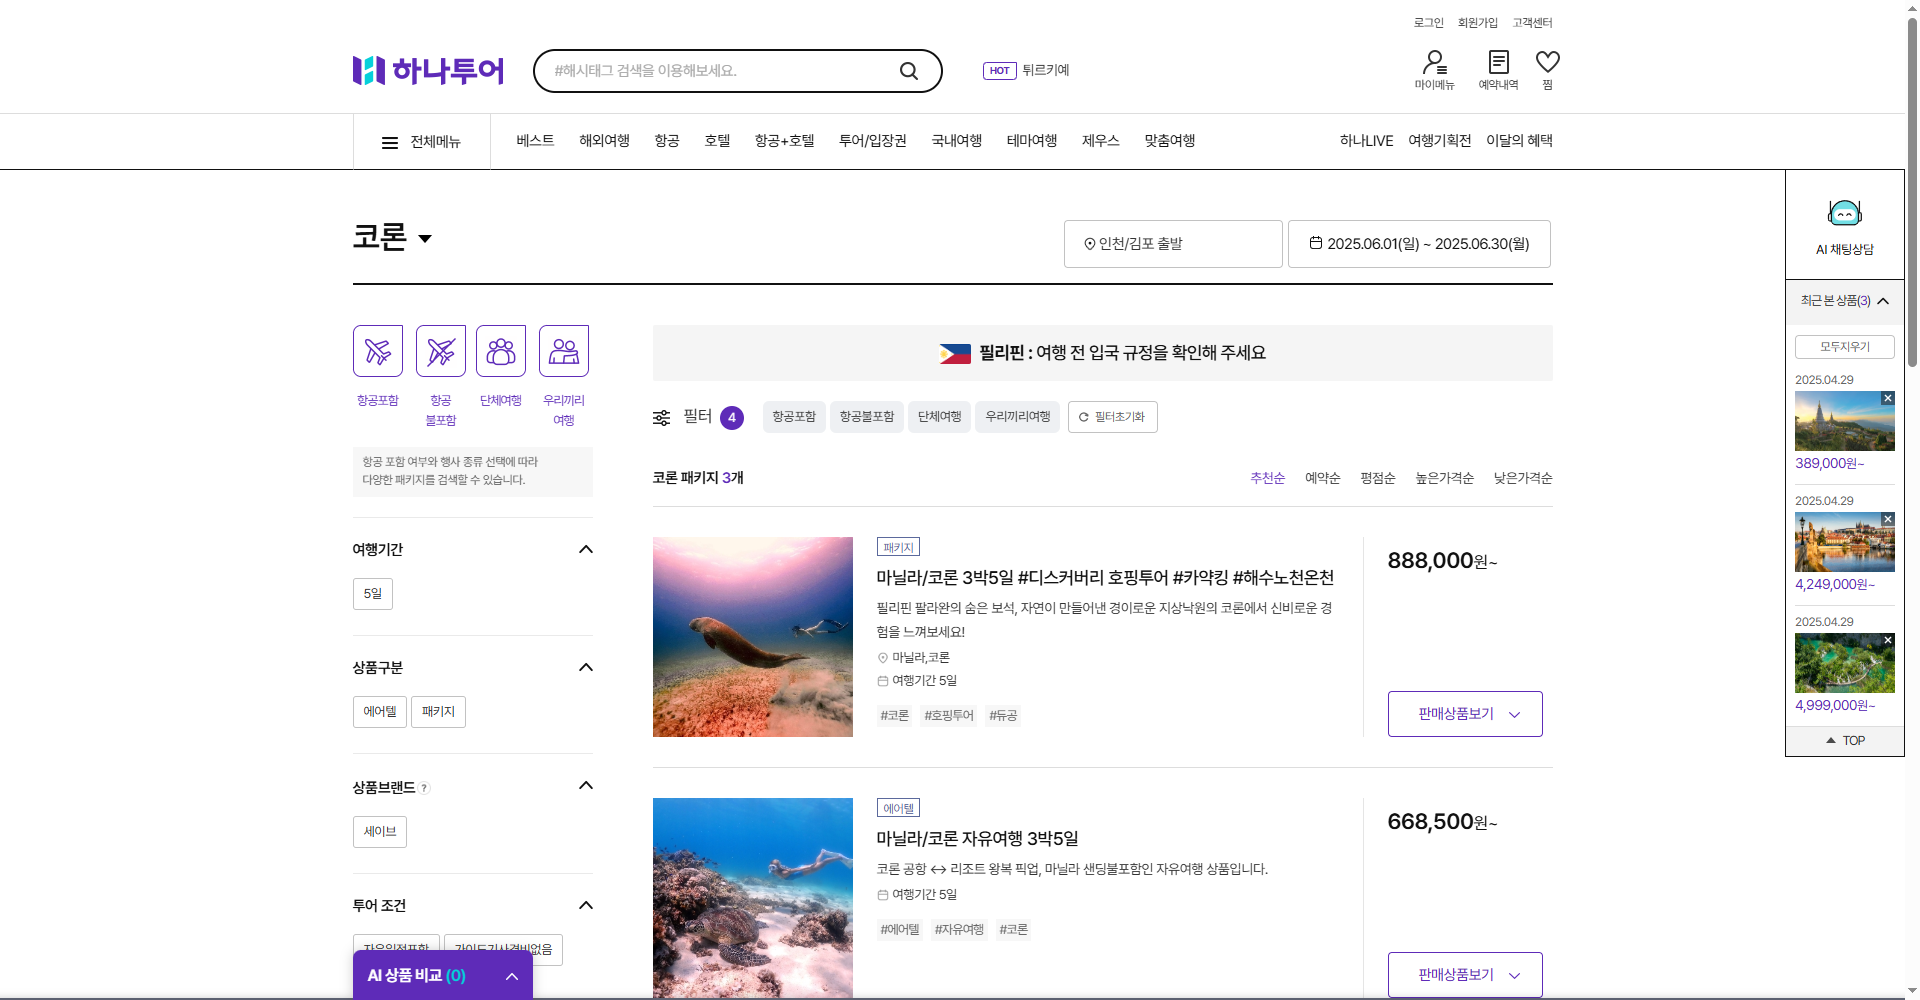 로그인 회원가입 고객센터
하나투어
#해시태그 검색을 이용해보세요.
HOT 튀르키예
마이메뉴 예약내역 찜
전체메뉴 베스트 해외여행 항공 호텔 항공+호텔 투어/입장권 국내여행 테마여행 제우스 맞춤여행 하나LIVE 여행기획전 이달의 혜택
코론
인천/김포 출발
2025.06.01(일) ~ 2025.06.30(월)
항공포함
항공
불포함
단체여행
우리끼리
여행
항공 포함 여부와 행사 종류 선택에 따라
다양한 패키지를 검색할 수 있습니다.
여행기간
5일
상품구분
에어텔 패키지
상품브랜드 ?
세이브
투어 조건
자유일정포함 가이드기사경비없음
AI 상품 비교 (0)
필리핀 : 여행 전 입국 규정을 확인해 주세요
필터 4 항공포함 항공불포함 단체여행 우리끼리여행 필터초기화
코론 패키지 3개
추천순 예약순 평점순 높은가격순 낮은가격순
패키지
마닐라/코론 3박5일 #디스커버리 호핑투어 #카약킹 #해수노천온천
필리핀 팔라완의 숨은 보석, 자연이 만들어낸 경이로운 지상낙원의 코론에서 신비로운 경
험을 느껴보세요!
마닐라,코론
여행기간 5일
#코론 #호핑투어 #듀공
888,000원~
판매상품보기
에어텔
마닐라/코론 자유여행 3박5일
코론 공항 ↔ 리조트 왕복 픽업, 마닐라 샌딩불포함인 자유여행 상품입니다.
여행기간 5일
#에어텔 #자유여행 #코론
668,500원~
판매상품보기
AI 채팅상담
최근 본 상품(3)
모두지우기
2025.04.29
389,000원~
2025.04.29
4,249,000원~
2025.04.29
4,999,000원~
TOP